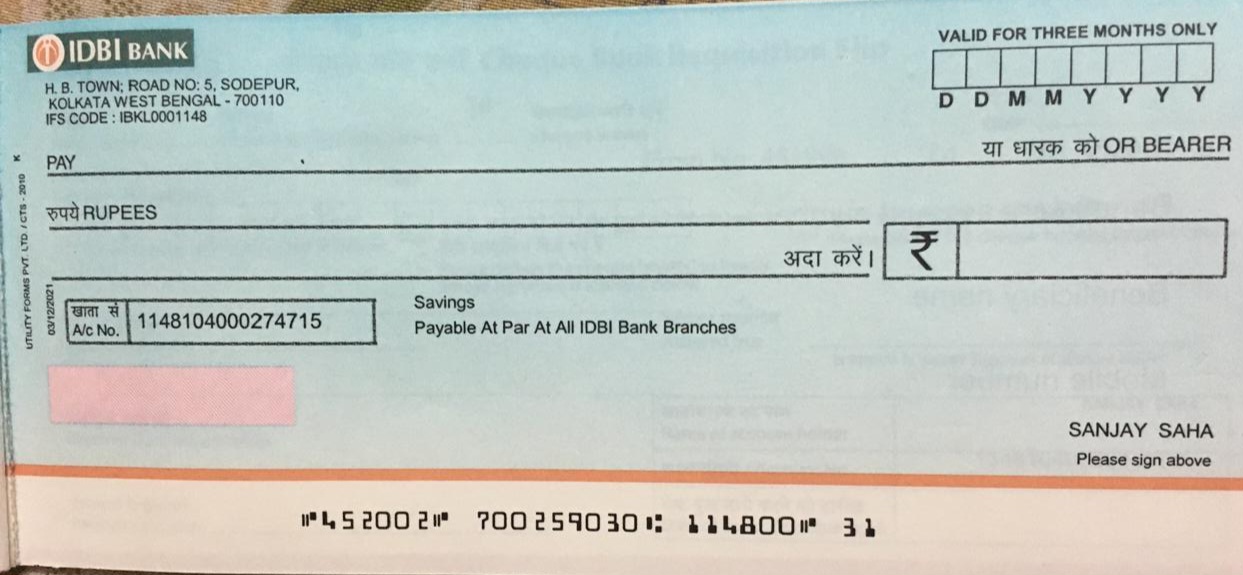 IDBI BANK
H. B. TOWN; ROAD NO: 5, SODEPUR,
KOLKATA WEST BENGAL - 700110
IFS CODE : IBKL0001148
VALID FOR THREE MONTHS ONLY
D D M M Y Y Y Y
PAY
या धारक को OR BEARER
रुपये RUPEES
अदा करें। ₹
खाता सं
A/c No. 1148104000274715
Savings
Payable At Par At All IDBI Bank Branches
SANJAY SAHA
Please sign above
UTILITY FORMS PVT. LTD. / CTS - 2010 K
03/12/2021
⑈452002⑈ 700259030⑆ 114800⑈ 31